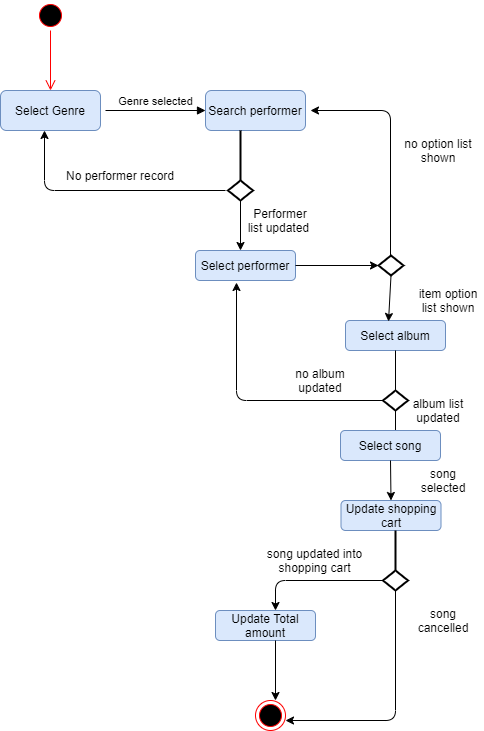 Genre selected
Select Genre
Search performer
no option list
shown
No performer record
Performer
list updated
Select performer
item option
list shown
Select album
no album
updated
album list
updated
Select song
song
selected
Update shopping
cart
song updated into
shopping cart
Update Total
amount
song
cancelled